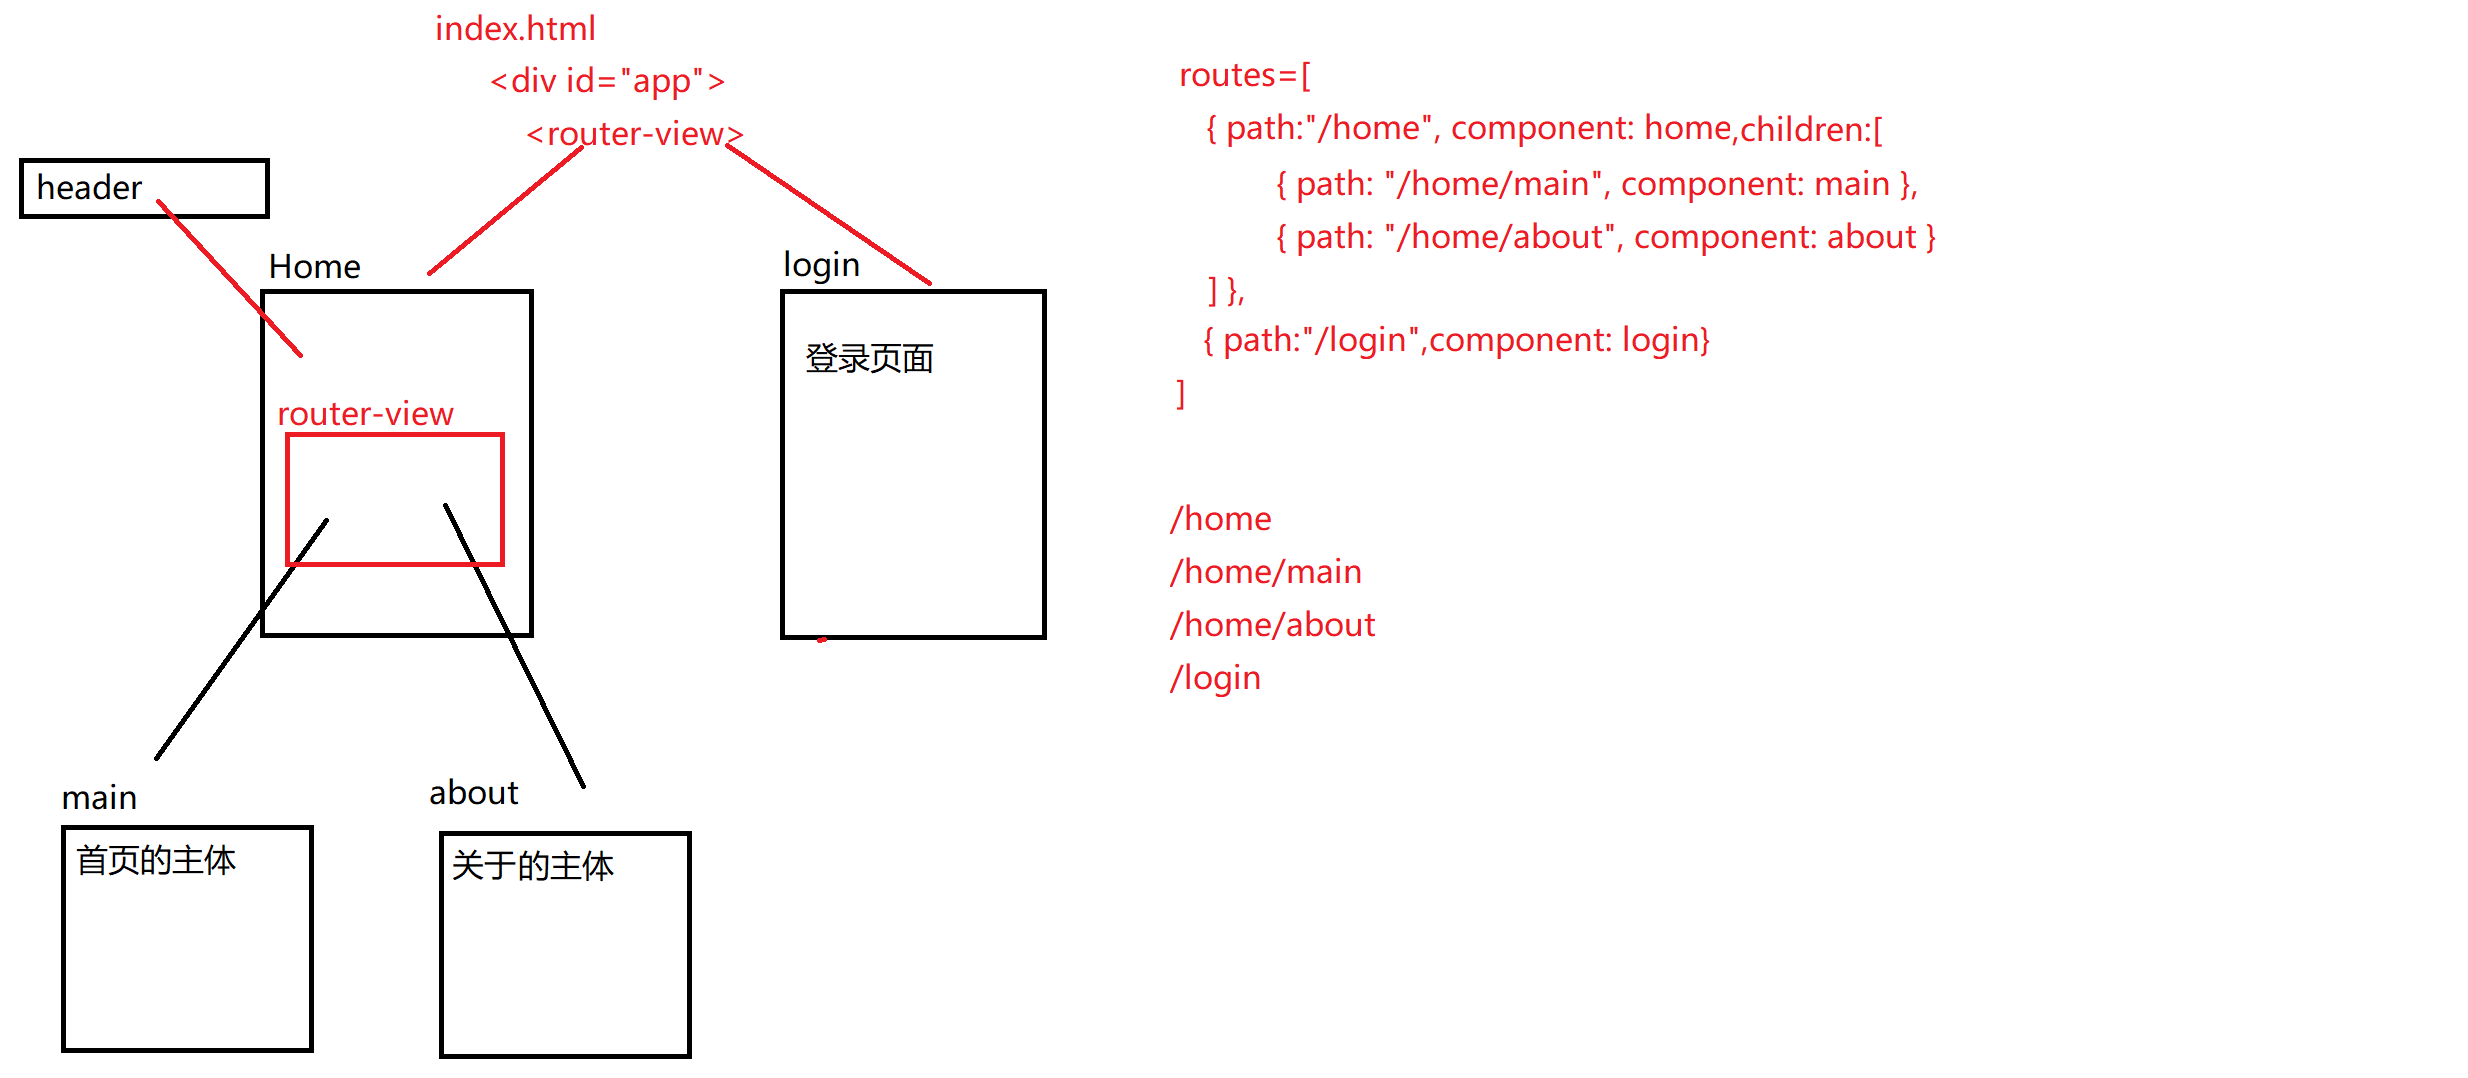 index.html
<div id="app">
<router-view>
header
Home
login
登录页面
router-view
main
about
首页的主体
关于的主体
routes=[
{ path:"/home", component: home,children:[
{ path: "/home/main", component: main },
{ path: "/home/about", component: about }
] },
{ path:"/login",component: login}
]
/home
/home/main
/home/about
/login